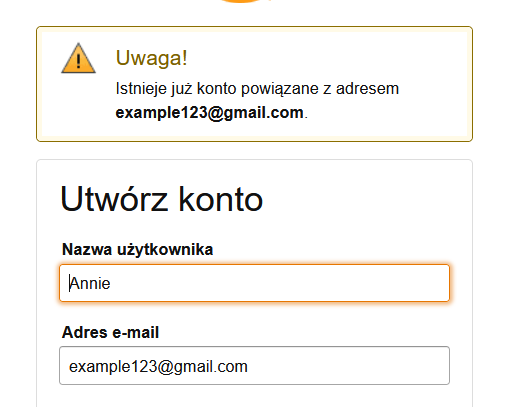 Uwaga!
Istnieje już konto powiązane z adresem
example123@gmail.com.
Utwórz konto
Nazwa użytkownika
Annie
Adres e-mail
example123@gmail.com